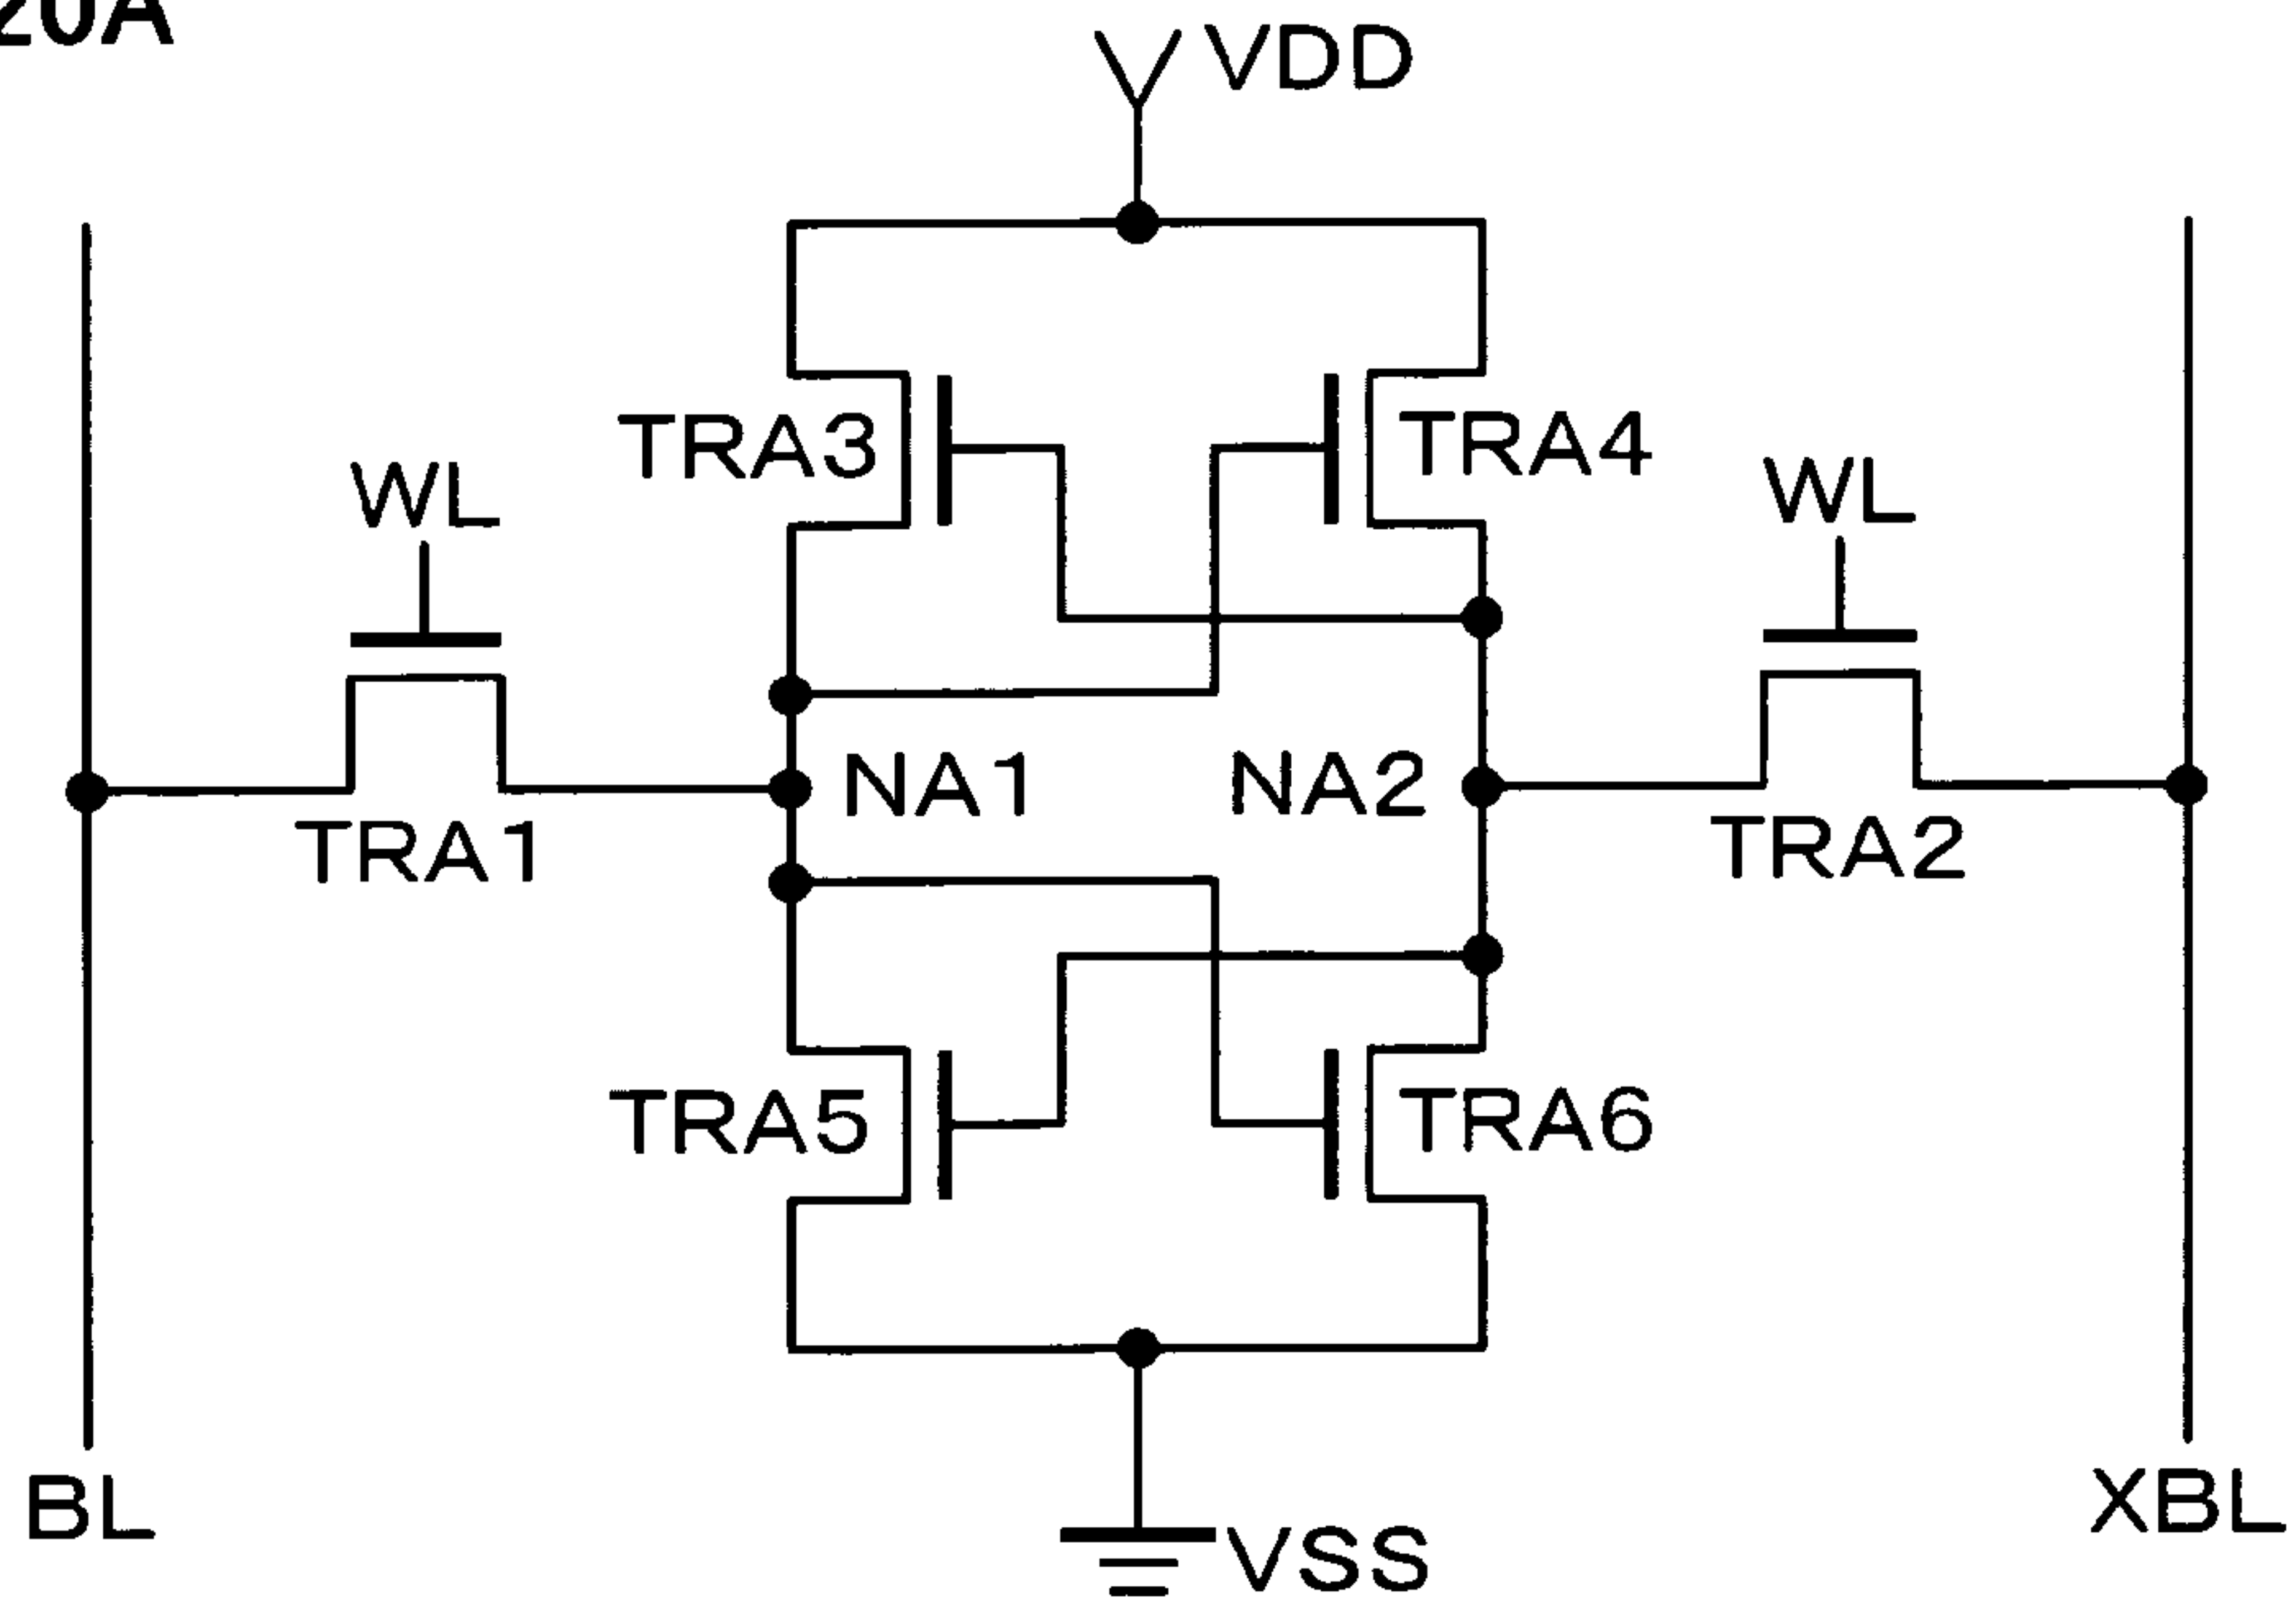 20A
VDD
TRA3
TRA4
WL
WL
NA1
NA2
TRA1
TRA2
TRA5
TRA6
BL
XBL
VSS